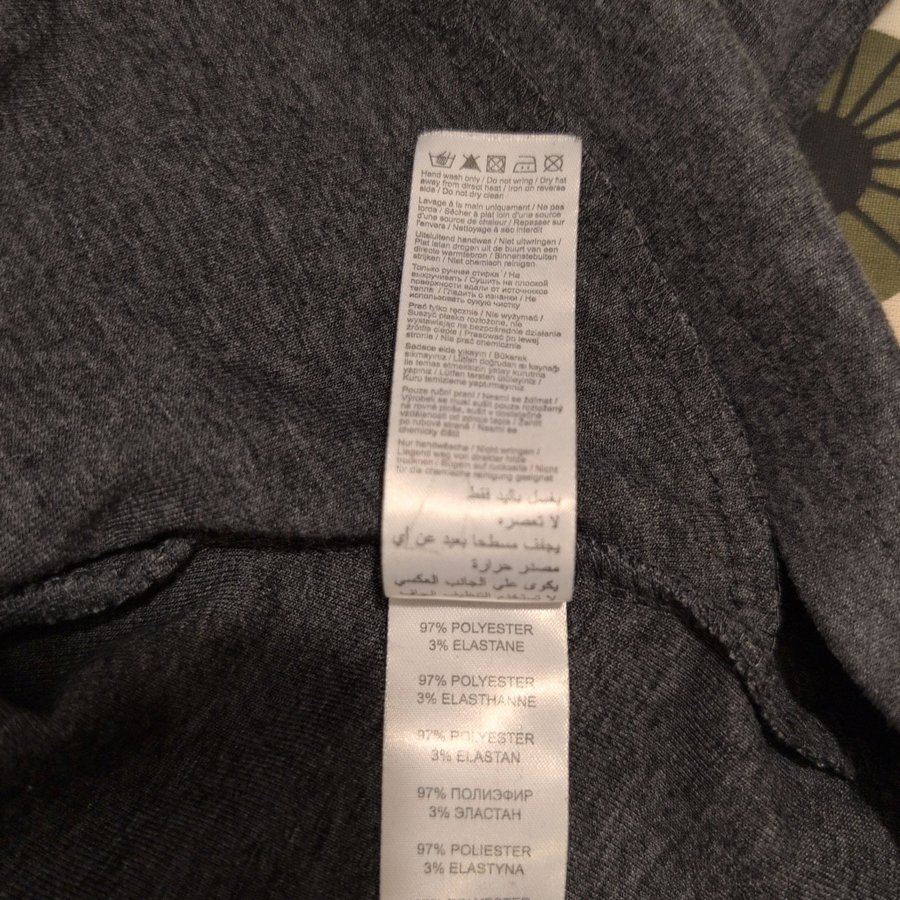 Hand wash only / Do not wring / Dry flat
away from direct heat / Iron on reverse
side / Do not dry clean
Lavage à la main uniquement / Ne pas
torde / Sécher à plat loin d'une source
d'une source de chaleur / Repasser sur
l'envers / Nettoyage à sec interdit
Uitsluitend handwas / Niet uitwringen /
Plat laten drogen uit de buurt van een
directe warmtebron / Binnenstebuiten
strijken / Niet chemisch reinigen
Только ручная стирка / Не
выкручивать / Сушить на плоской
поверхности вдали от источников
тепла / Гладить с изнанки / Не
использовать сухую чистку
Prać tylko ręcznie / Nie wyżymać /
Suszyć płasko rozłożone, nie
wystawiając na bezpośrednie działanie
źródła ciepła / Prasować po lewej
stronie / Nie prać chemicznie
Sadece elde yıkayın / Bükerek
sıkmayınız / Lütfen doğrudan ısı kaynağı
ile temas etmeksizin yatay kurutma
yapınız / Lütfen tersten ütüleyiniz /
Kuru temizleme yaptırmayınız
Pouze ruční praní / Nesmí se ždímat /
Výrobek se musí sušit pouze rozložený
na rovné ploše, sušit v dostatečné
vzdálenosti od zdroje tepla / Žehlit
po rubové straně / Nesmí se
chemicky čistit
Nur handwäsche / Nicht wringen /
Liegend weg von direkter hitze
trocknen / Bügeln auf rückseite / Nicht
für die chemische reinigung geeignet
يغسل باليد فقط
لا تعصره
يجفف مسطحا بعيد عن أي
مصدر حرارة
يكوى على الجانب العكسي
97% POLYESTER
3% ELASTANE
97% POLYESTER
3% ELASTHANNE
97% POLYESTER
3% ELASTAN
97% ПОЛИЭФИР
3% ЭЛАСТАН
97% POLIESTER
3% ELASTYNA